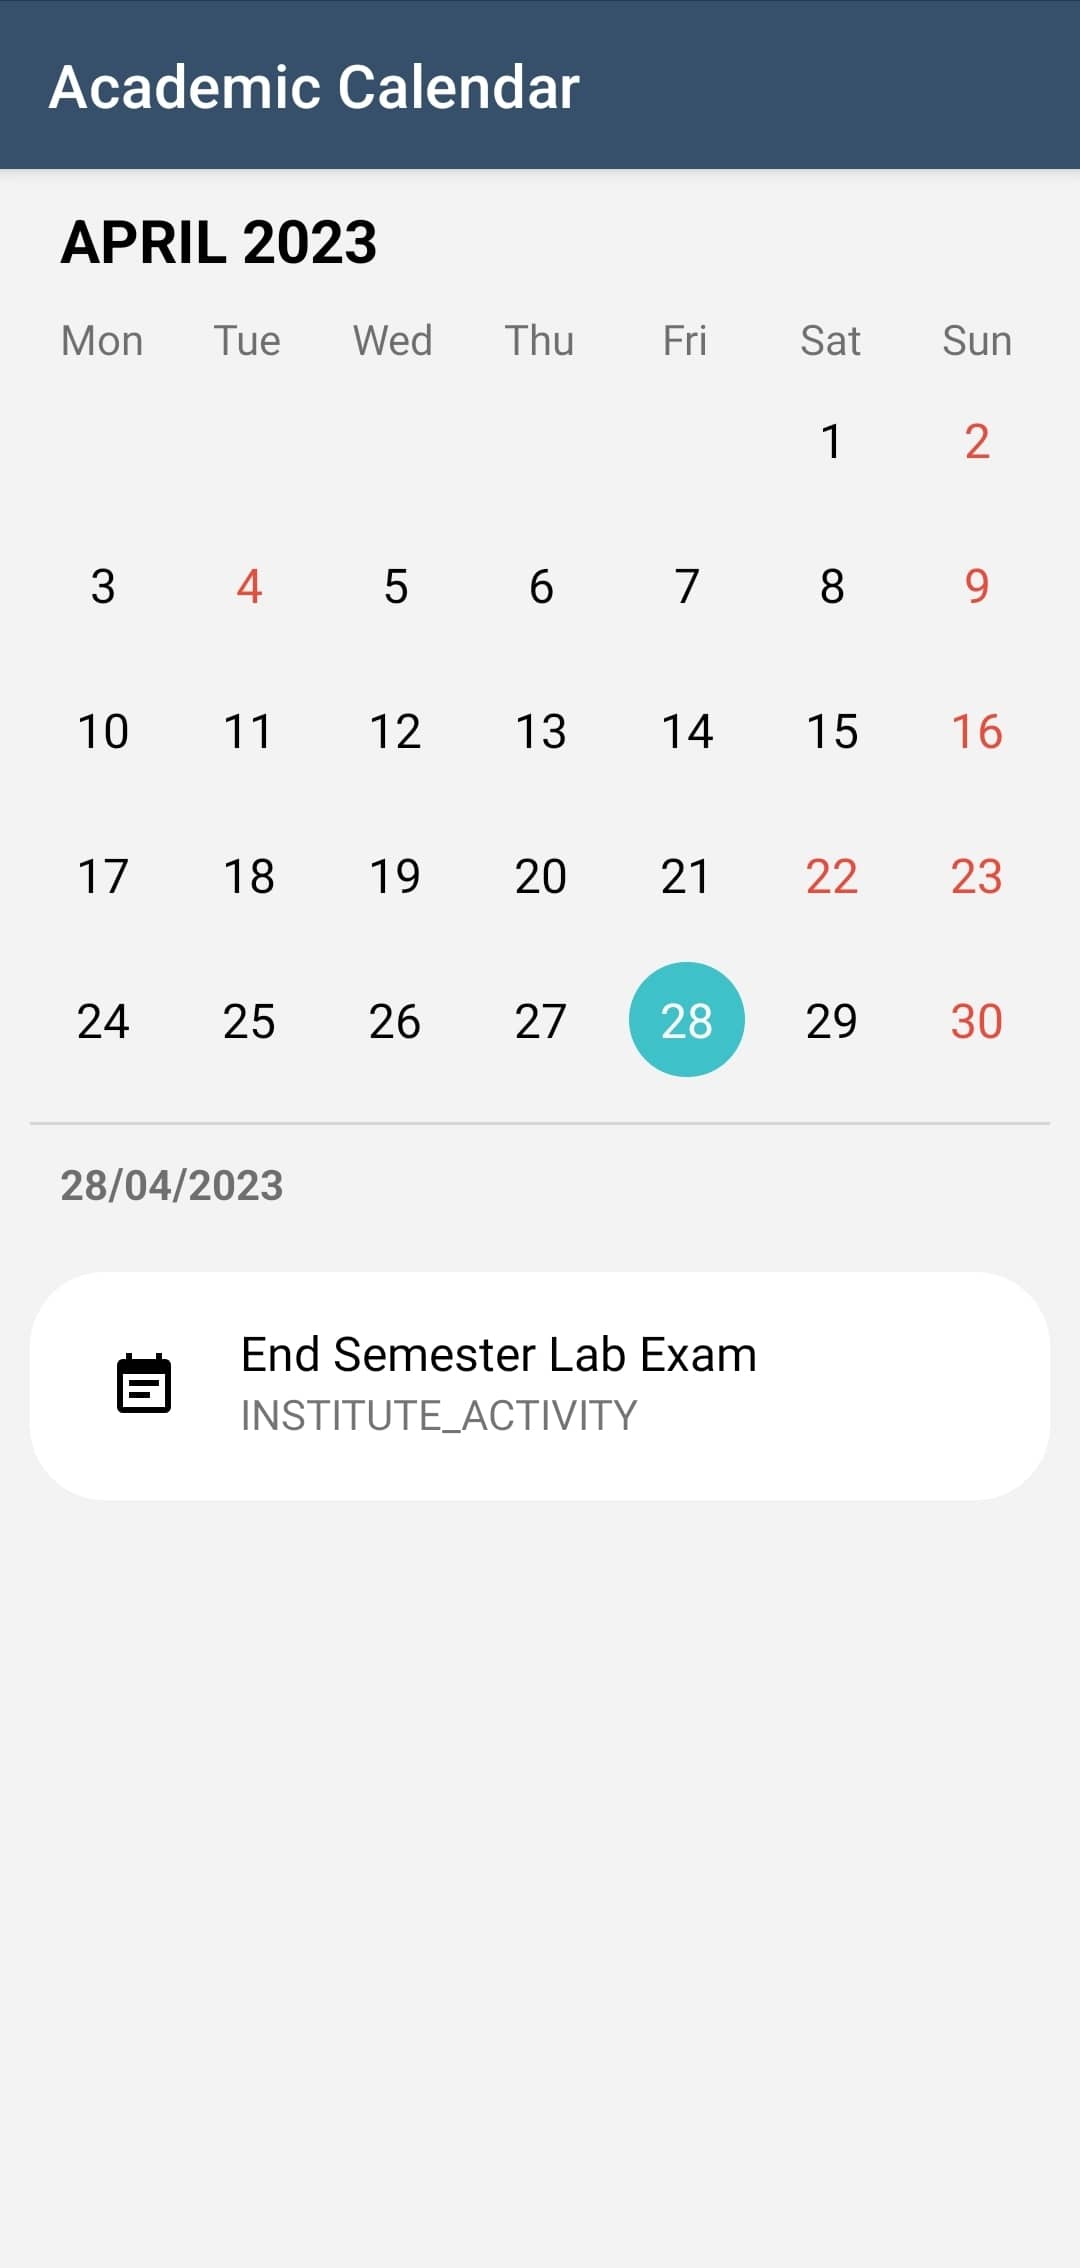 Academic Calendar
APRIL 2023
Mon Tue Wed Thu Fri Sat Sun
1 2
3 4 5 6 7 8 9
10 11 12 13 14 15 16
17 18 19 20 21 22 23
24 25 26 27 28 29 30
28/04/2023
End Semester Lab Exam
INSTITUTE_ACTIVITY